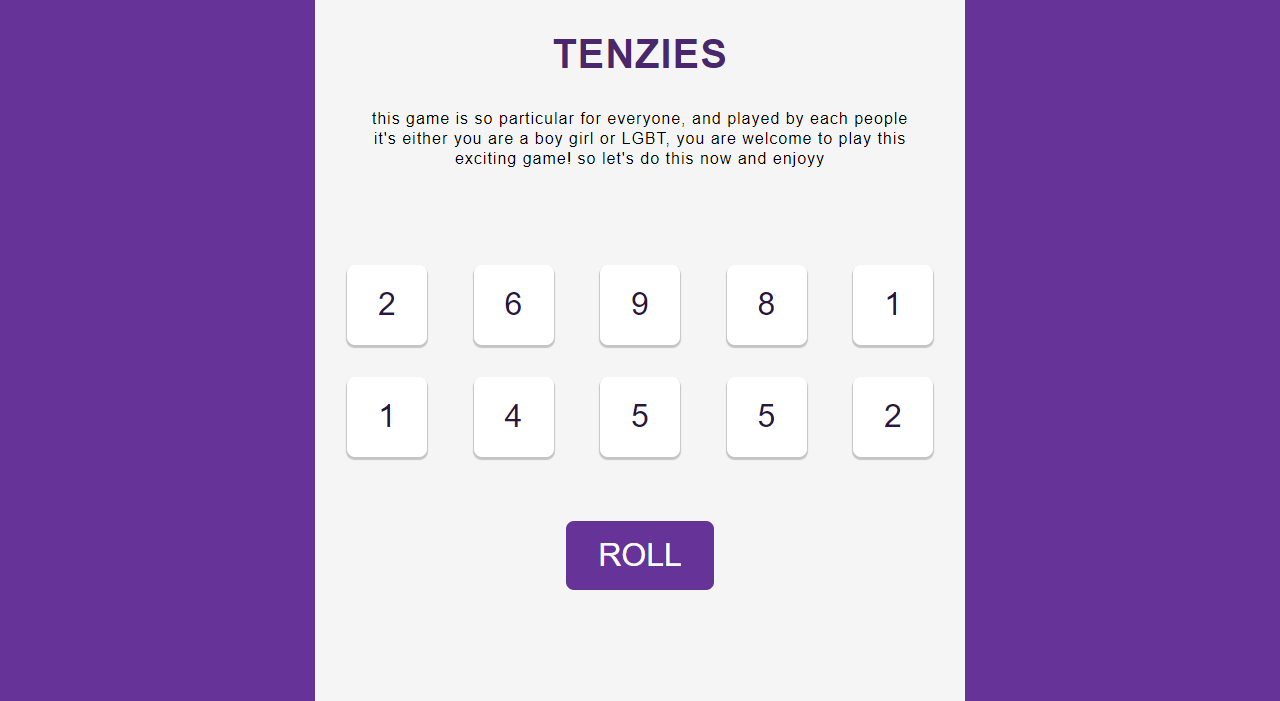 TENZIES
this game is so particular for everyone, and played by each people
it's either you are a boy girl or LGBT, you are welcome to play this
exciting game! so let's do this now and enjoyy
2 6 9 8 1
1 4 5 5 2
ROLL